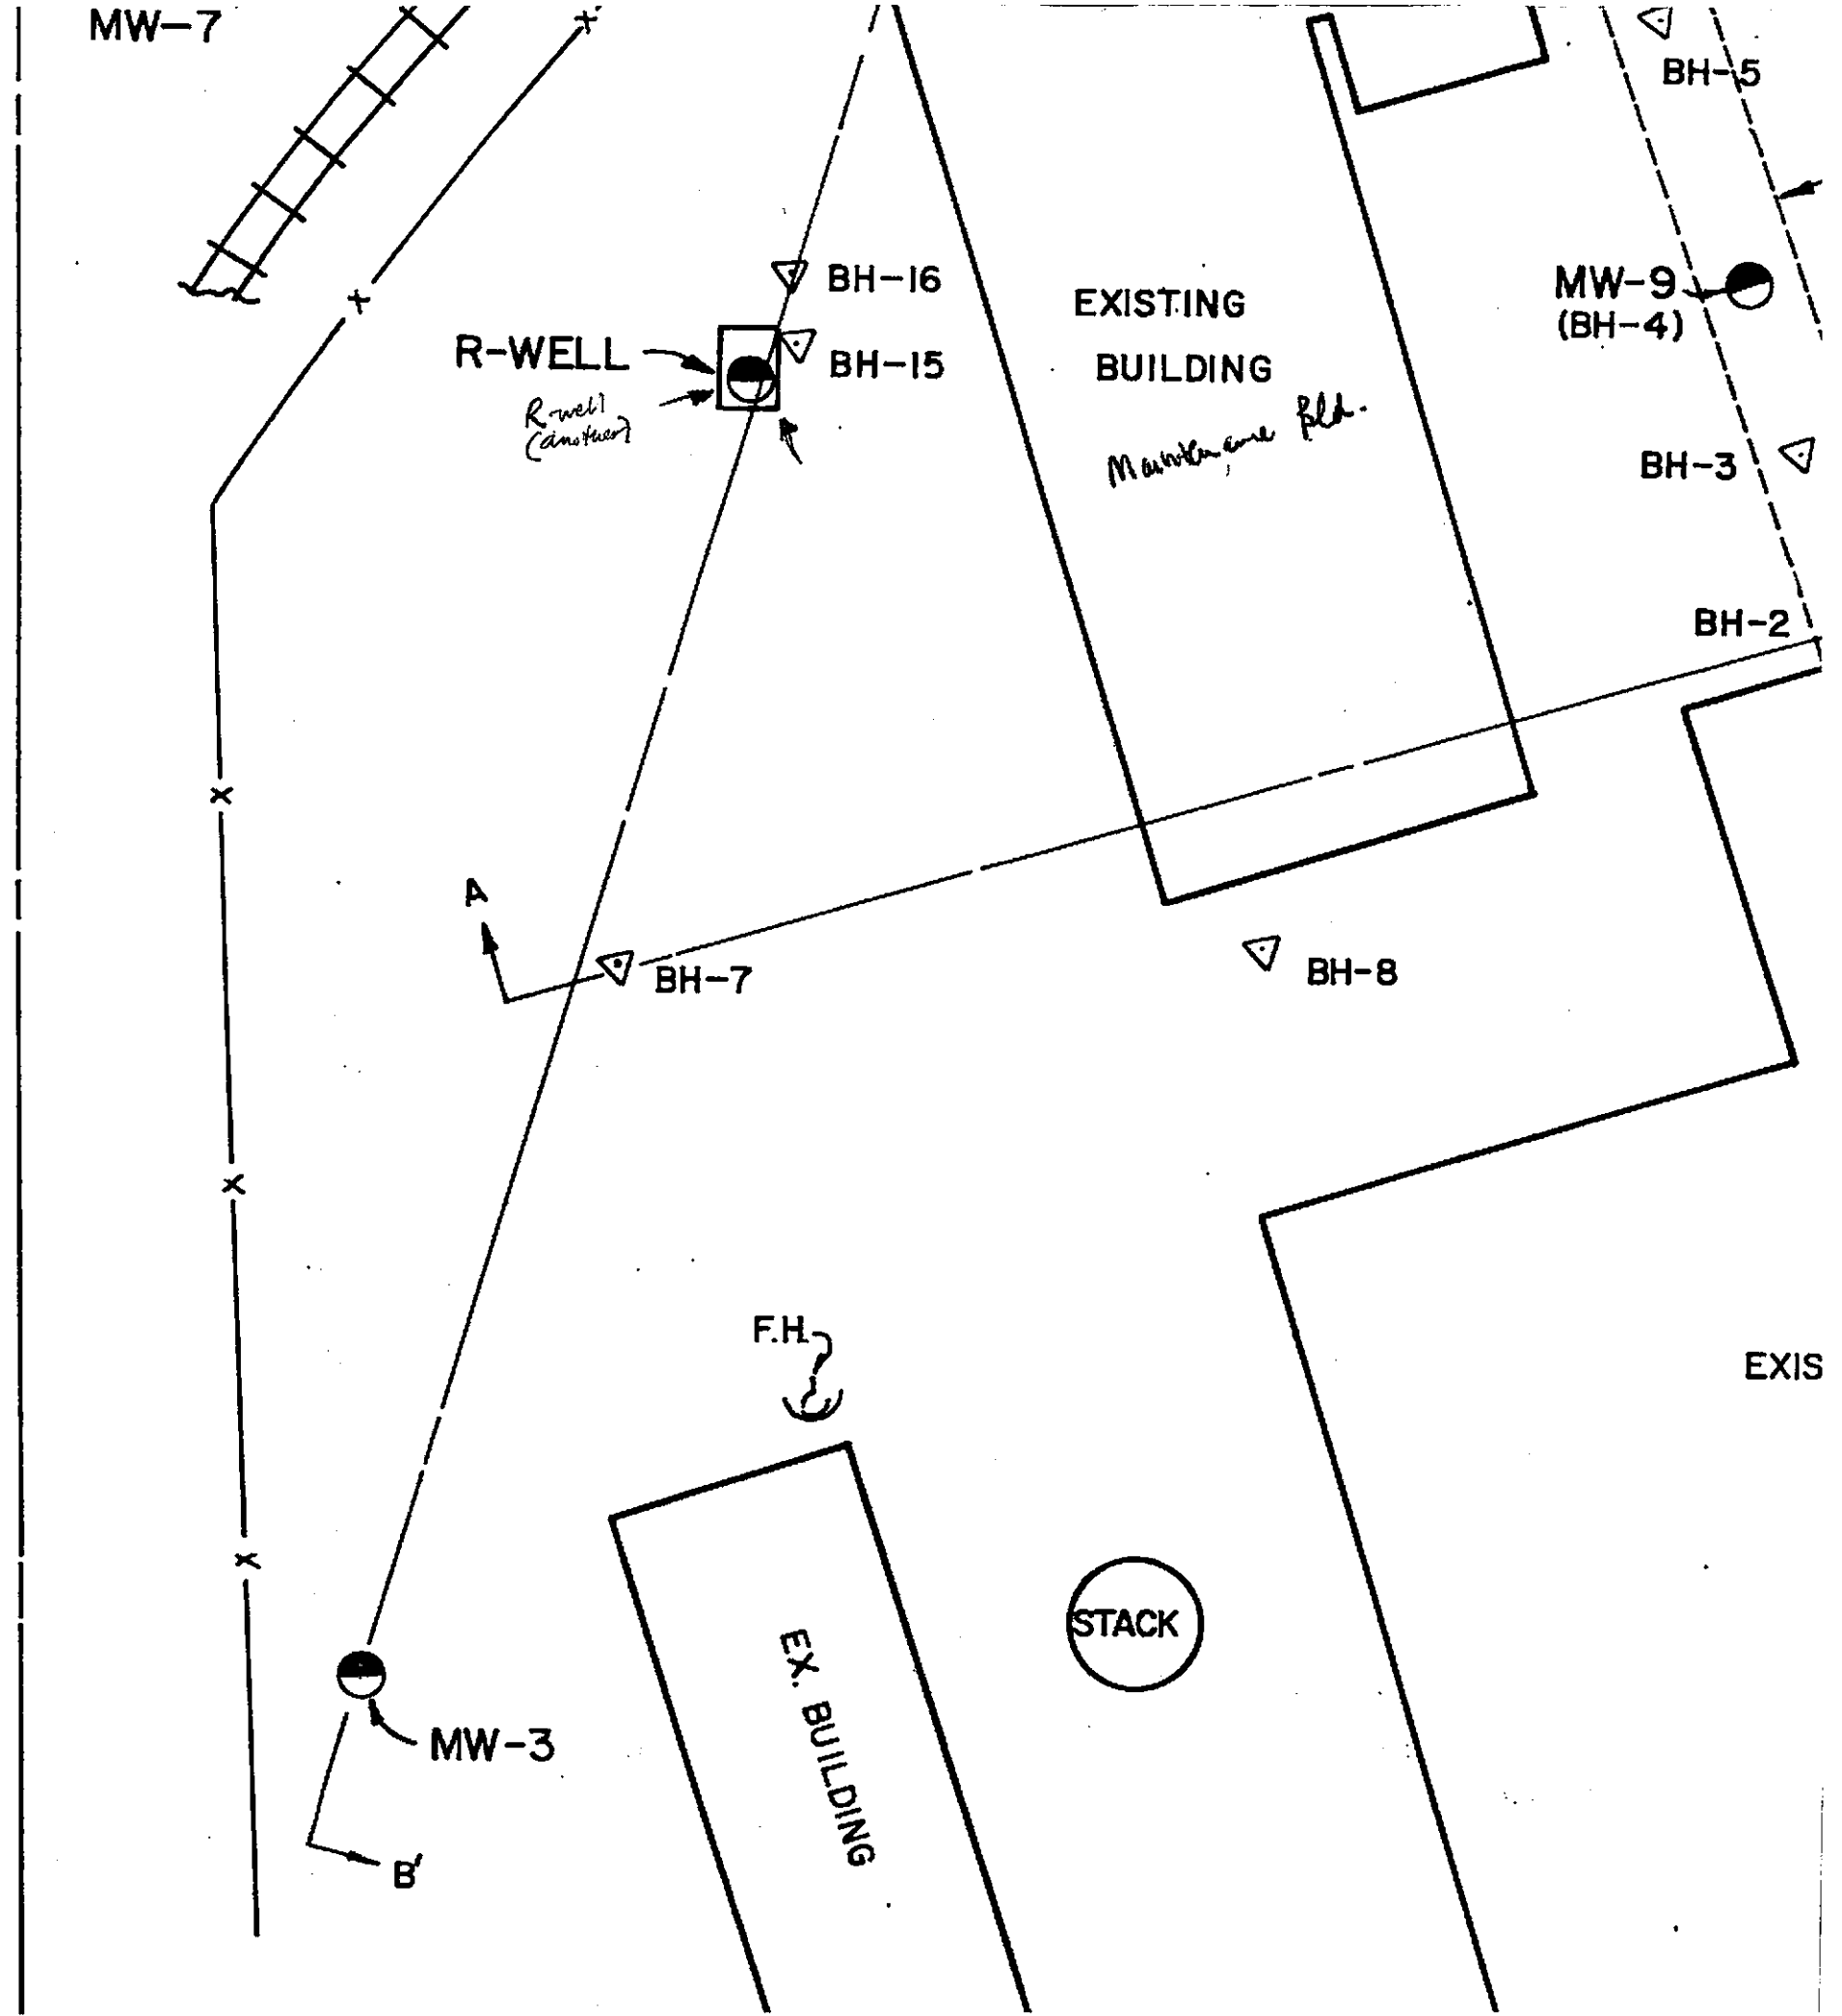 MW-7
BH-5
BH-16
EXISTING
BUILDING
MW-9
(BH-4)
R-WELL
BH-15
R-well
Maintenance Bld.
BH-3
BH-2
A
BH-7
BH-8
F.H.
EXIS
STACK
EX. BUILDING
MW-3
B'